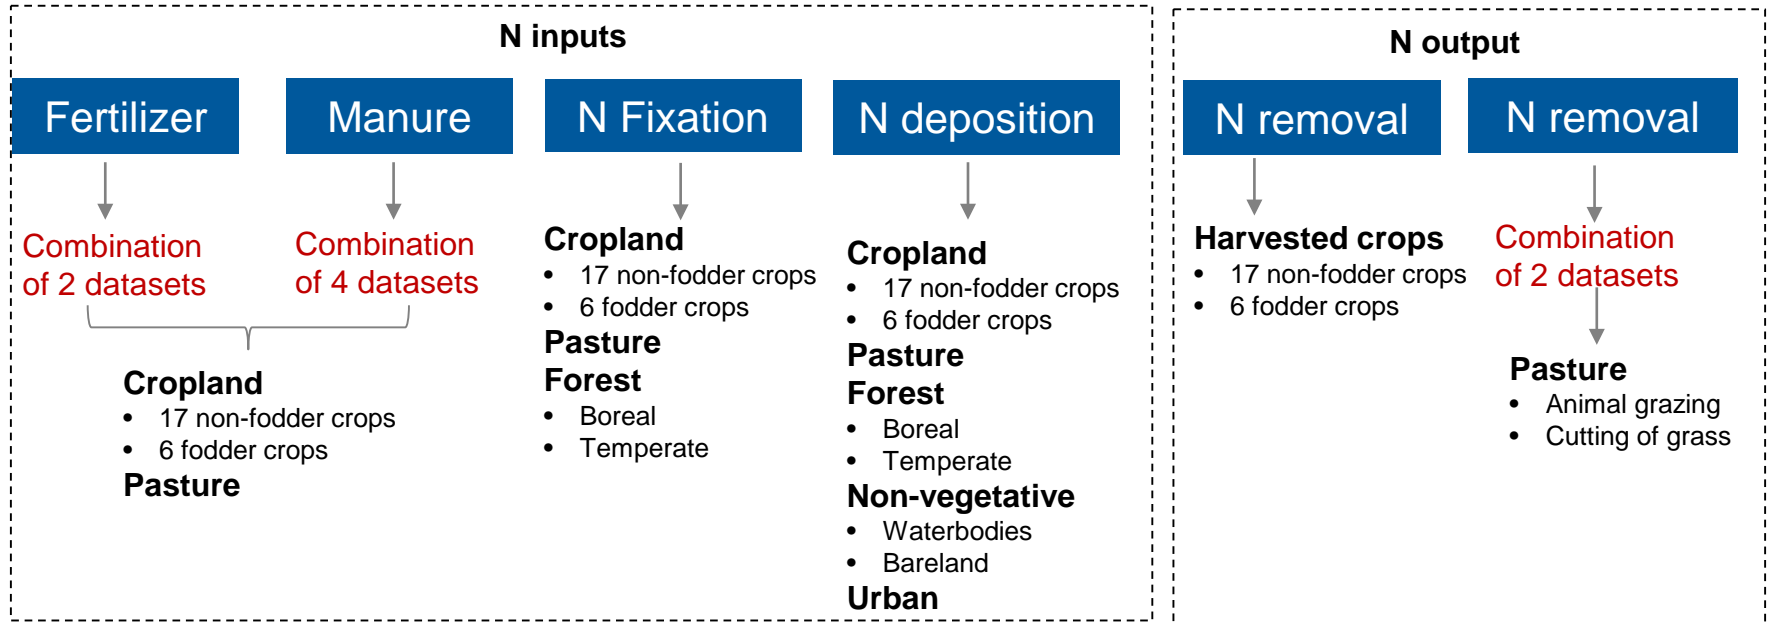 N inputs
Fertilizer
Manure
N Fixation
N deposition
Combination
of 2 datasets
Combination
of 4 datasets
Cropland
• 17 non-fodder crops
• 6 fodder crops
Pasture
Cropland
• 17 non-fodder crops
• 6 fodder crops
Pasture
Forest
• Boreal
• Temperate
Cropland
• 17 non-fodder crops
• 6 fodder crops
Pasture
Forest
• Boreal
• Temperate
Non-vegetative
• Waterbodies
• Bareland
Urban
N output
N removal
N removal
Harvested crops
• 17 non-fodder crops
• 6 fodder crops
Combination
of 2 datasets
Pasture
• Animal grazing
• Cutting of grass